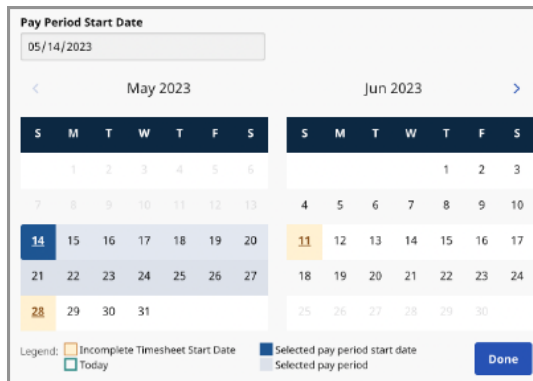 Pay Period Start Date
05/14/2023
May 2023
S M T W T F S
1 2 3 4 5 6
7 8 9 10 11 12 13
14 15 16 17 18 19 20
21 22 23 24 25 26 27
28 29 30 31
Jun 2023
S M T W T F S
1 2 3
4 5 6 7 8 9 10
11 12 13 14 15 16 17
18 19 20 21 22 23 24
25 26 27 28 29 30
Legend:
Incomplete Timesheet Start Date
Today
Selected pay period start date
Selected pay period
Done